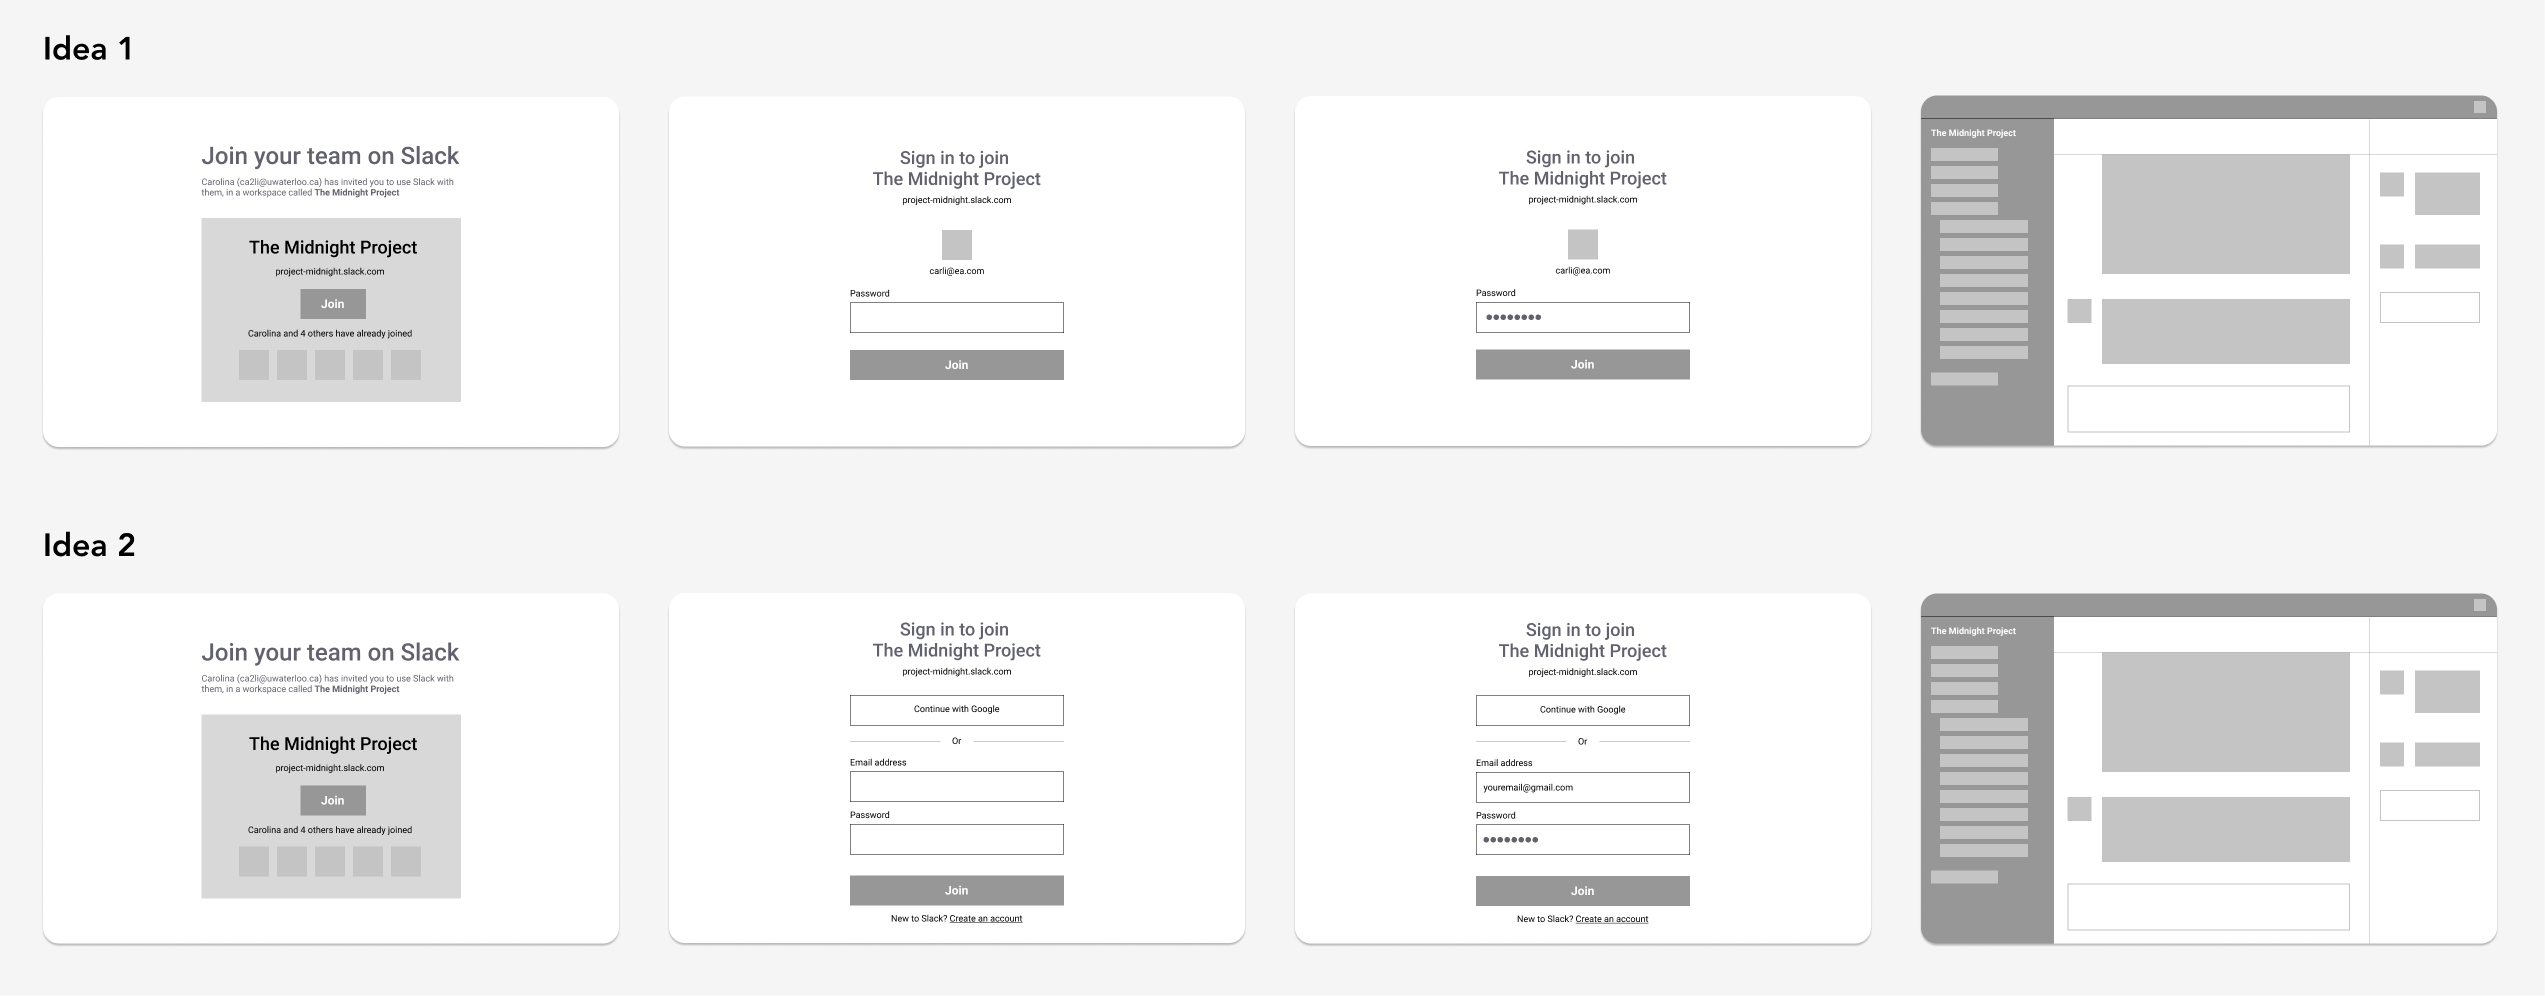 Idea 1
Join your team on Slack
Carolina (ca2li@uwaterloo.ca) has invited you to use Slack with
them, in a workspace called The Midnight Project
The Midnight Project
project-midnight.slack.com
Join
Carolina and 4 others have already joined
Sign in to join
The Midnight Project
project-midnight.slack.com
carli@ea.com
Password
Join
Sign in to join
The Midnight Project
project-midnight.slack.com
carli@ea.com
Password
Join
The Midnight Project
Idea 2
Join your team on Slack
Carolina (ca2li@uwaterloo.ca) has invited you to use Slack with
them, in a workspace called The Midnight Project
The Midnight Project
project-midnight.slack.com
Join
Carolina and 4 others have already joined
Sign in to join
The Midnight Project
project-midnight.slack.com
Continue with Google
Or
Email address
Password
Join
New to Slack? Create an account
Sign in to join
The Midnight Project
project-midnight.slack.com
Continue with Google
Or
Email address
youremail@gmail.com
Password
Join
New to Slack? Create an account
The Midnight Project